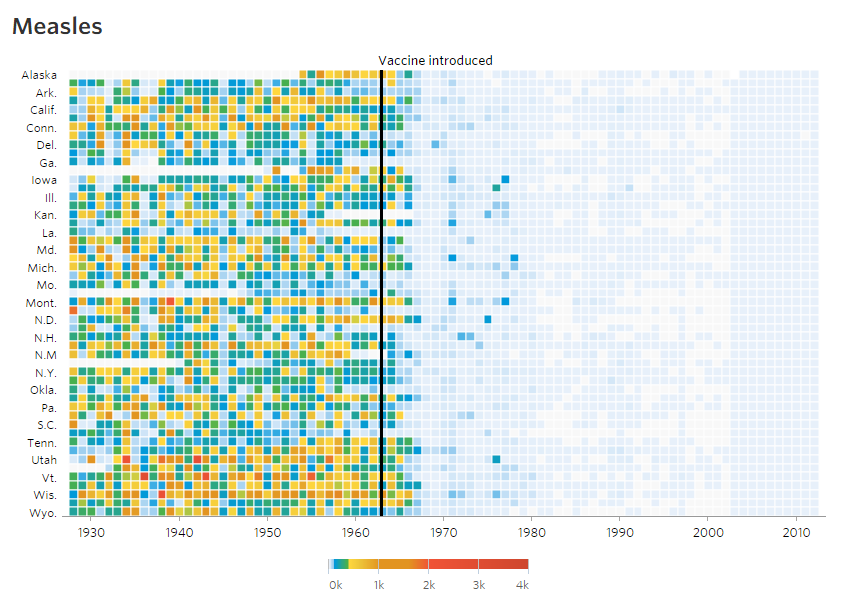 Measles
Vaccine introduced
Alaska
Ark.
Calif.
Conn.
Del.
Ga.
Iowa
Ill.
Kan.
La.
Md.
Mich.
Mo.
Mont.
N.D.
N.H.
N.M
N.Y.
Okla.
Pa.
S.C.
Tenn.
Utah
Vt.
Wis.
Wyo.
1930 1940 1950 1960 1970 1980 1990 2000 2010
0k 1k 2k 3k 4k